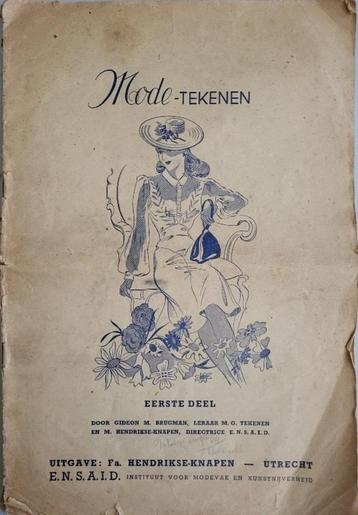 Mode-TEKENEN
EERSTE DEEL
DOOR GIDEON M. BRUGMAN, LERAAR M.O. TEKENEN
EN M. HENDRIKSE-KNAPEN, DIRECTRICE E.N.S.A.I.D.
UITGAVE: Fa. HENDRIKSE-KNAPEN — UTRECHT
E.N.S.A.I.D. INSTITUUT VOOR MODEVAK EN KUNSTNIJVERHEID